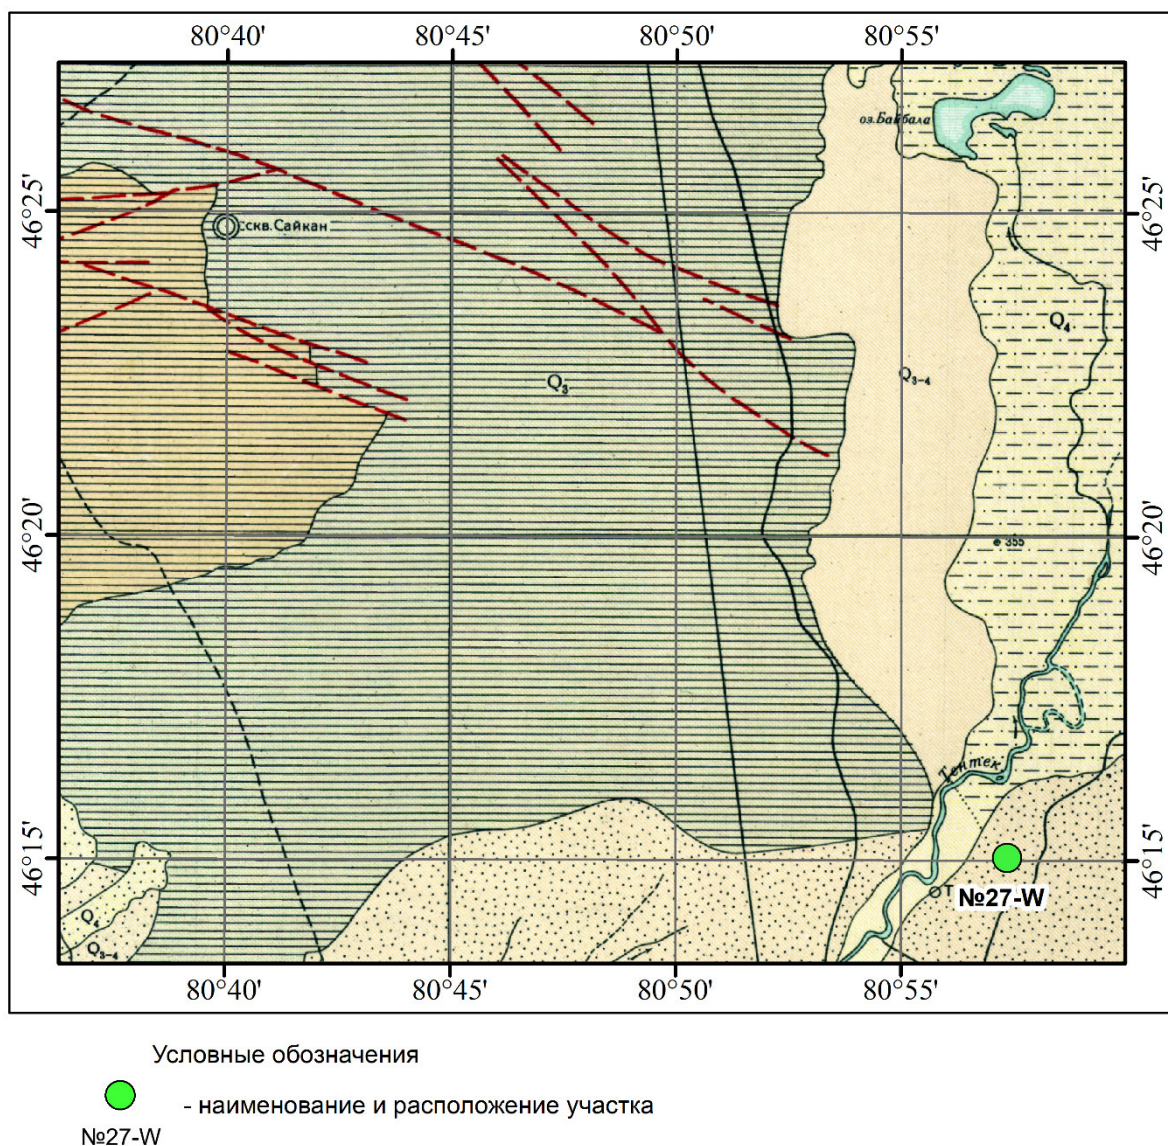 80°40' 80°45' 80°50' 80°55'
оз.Байбала
46°25' 46°25'
скв.Сайкан
Q₄
Q₃ Q₃₋₄
46°20' 46°20'
355
Тентек
46°15' 46°15'
Т
№27-W
Q₄
Q₃₋₄
80°40' 80°45' 80°50' 80°55'
Условные обозначения
- наименование и расположение участка
№27-W